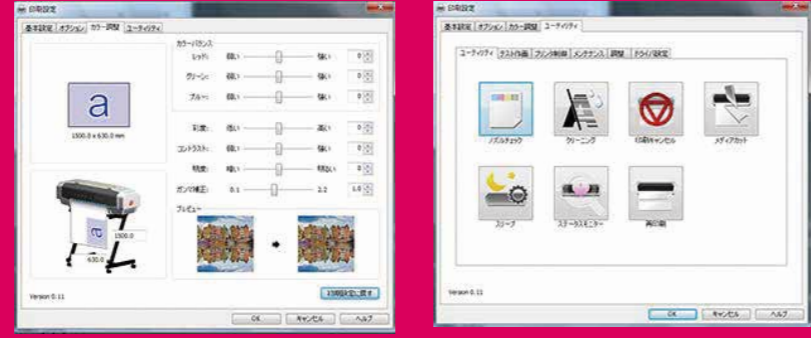 印刷設定
基本設定 オプション カラー調整 ユーティリティ
カラーバランス
レッド: 弱い 強い 0
グリーン: 弱い 強い 0
ブルー: 弱い 強い 0
a
1500.0 x 630.0 mm
彩度: 低い 高い 0
コントラスト: 弱い 強い 0
明度: 暗い 明るい 0
ガンマ補正: 0.1 2.2 1.0
プレビュー
a
1500.0
630.0
Version 0.11
初期設定に戻す
OK キャンセル ヘルプ
印刷設定
基本設定 オプション カラー調整 ユーティリティ
ユーティリティ テスト作画 プリンタ制御 メンテナンス 調整 ドライバ設定
ノズルチェック クリーニング 印刷キャンセル メディアカット
スリープ ステータスモニター 再印刷
Version 0.11
OK キャンセル ヘルプ